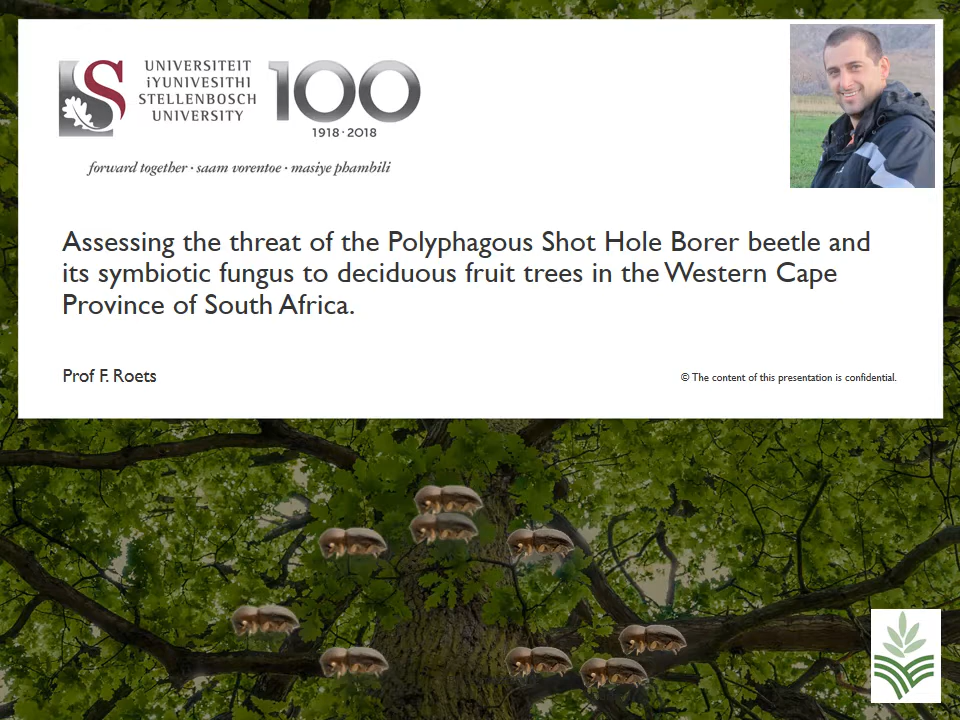 UNIVERSITEIT
iYUNIVESITHI
STELLENBOSCH
UNIVERSITY
100
1918 · 2018
forward together · saam vorentoe · masiye phambili
Assessing the threat of the Polyphagous Shot Hole Borer beetle and
its symbiotic fungus to deciduous fruit trees in the Western Cape
Province of South Africa.
Prof F. Roets
© The content of this presentation is confidential.